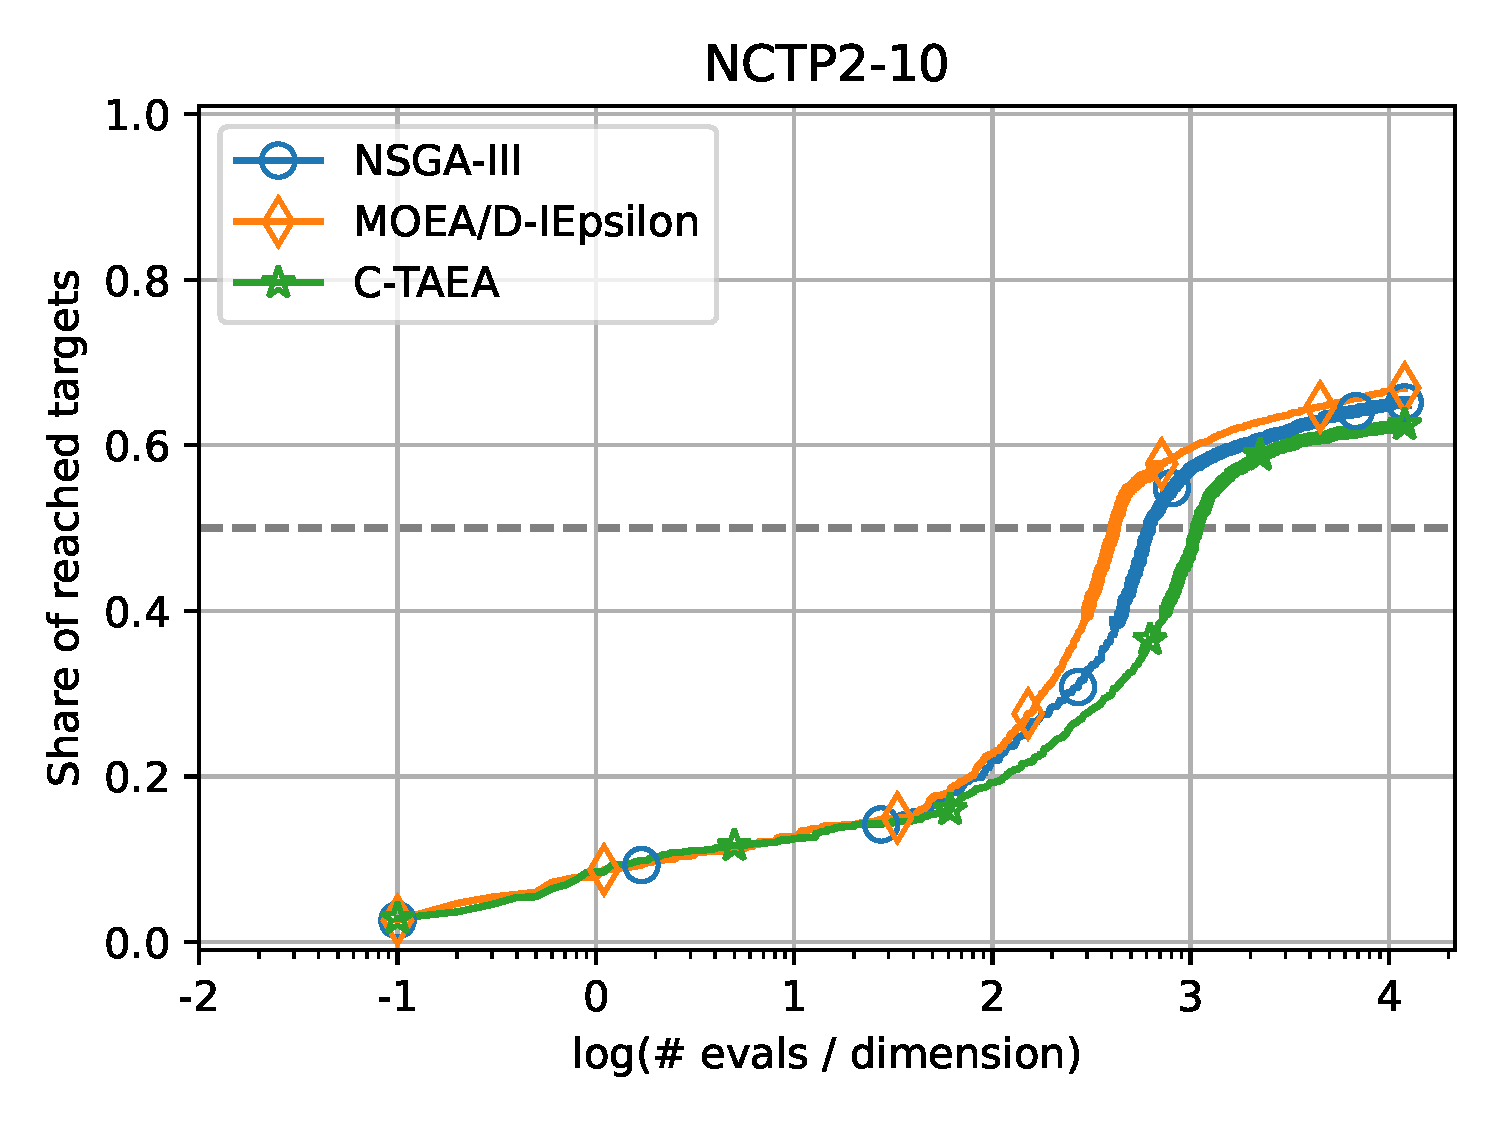 NCTP2-10
1.0
0.8
0.6
0.4
0.2
0.0
Share of reached targets
NSGA-III
MOEA/D-IEpsilon
C-TAEA
-2 -1 0 1 2 3 4
log(# evals / dimension)